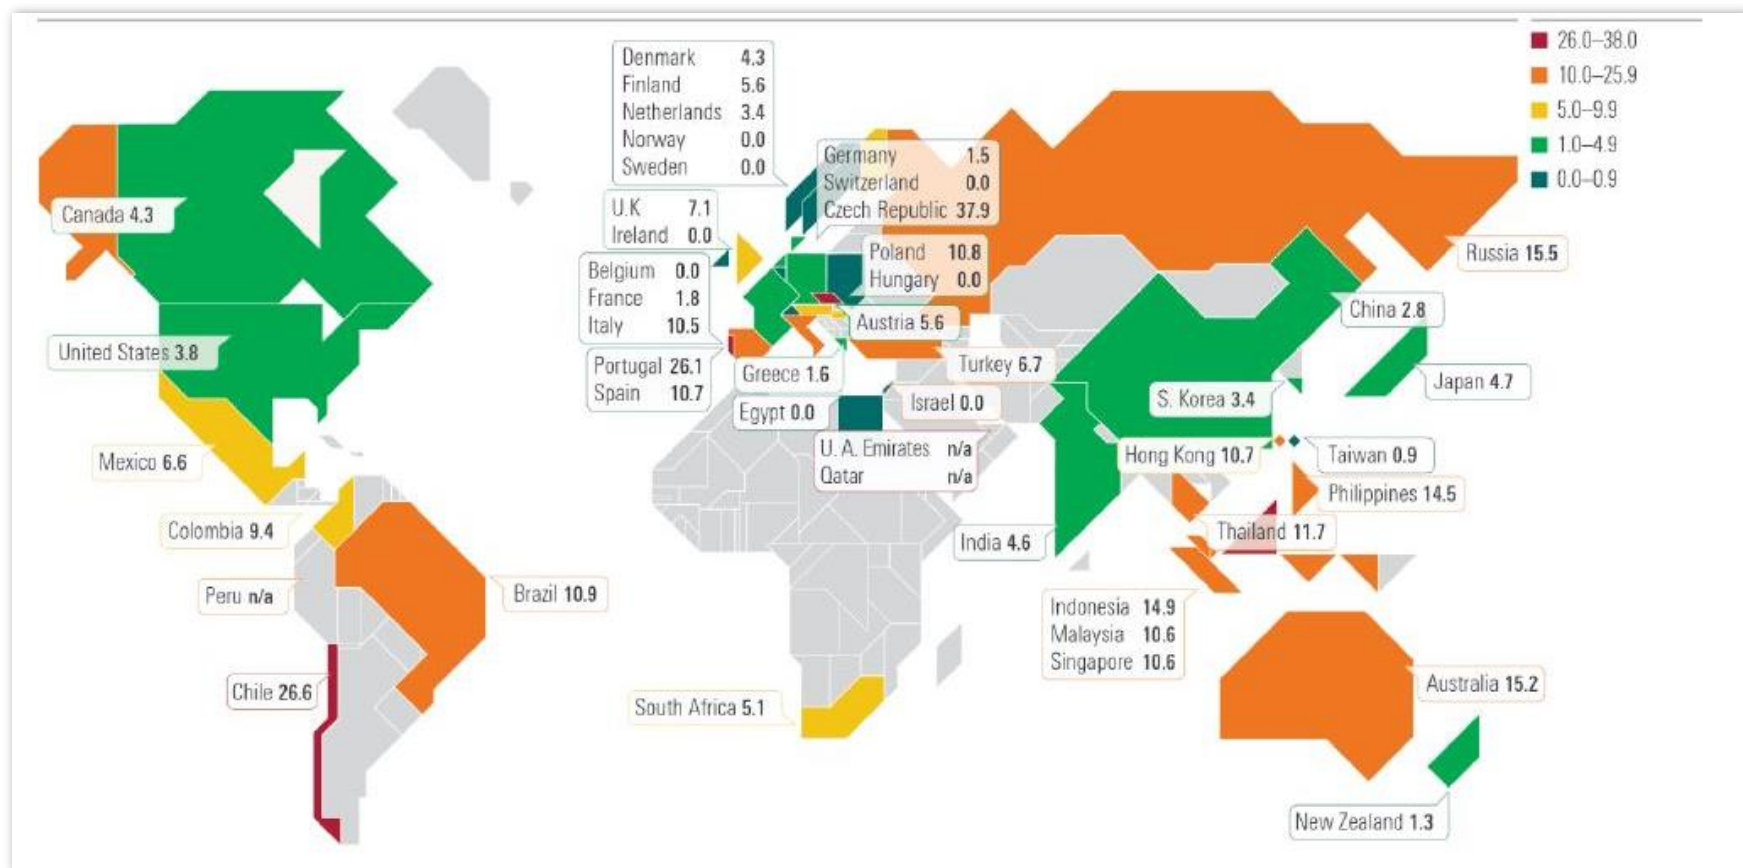 26.0–38.0
10.0–25.9
5.0–9.9
1.0–4.9
0.0–0.9
Denmark 4.3
Finland 5.6
Netherlands 3.4
Norway 0.0
Sweden 0.0
Germany 1.5
Switzerland 0.0
Czech Republic 37.9
U.K 7.1
Ireland 0.0
Poland 10.8
Hungary 0.0
Belgium 0.0
France 1.8
Italy 10.5
Austria 5.6
Portugal 26.1
Spain 10.7
Greece 1.6
Turkey 6.7
Egypt 0.0
Israel 0.0
U. A. Emirates n/a
Qatar n/a
Canada 4.3
United States 3.8
Mexico 6.6
Colombia 9.4
Peru n/a
Brazil 10.9
Chile 26.6
South Africa 5.1
Russia 15.5
China 2.8
Japan 4.7
S. Korea 3.4
Hong Kong 10.7
Taiwan 0.9
Philippines 14.5
Thailand 11.7
India 4.6
Indonesia 14.9
Malaysia 10.6
Singapore 10.6
Australia 15.2
New Zealand 1.3